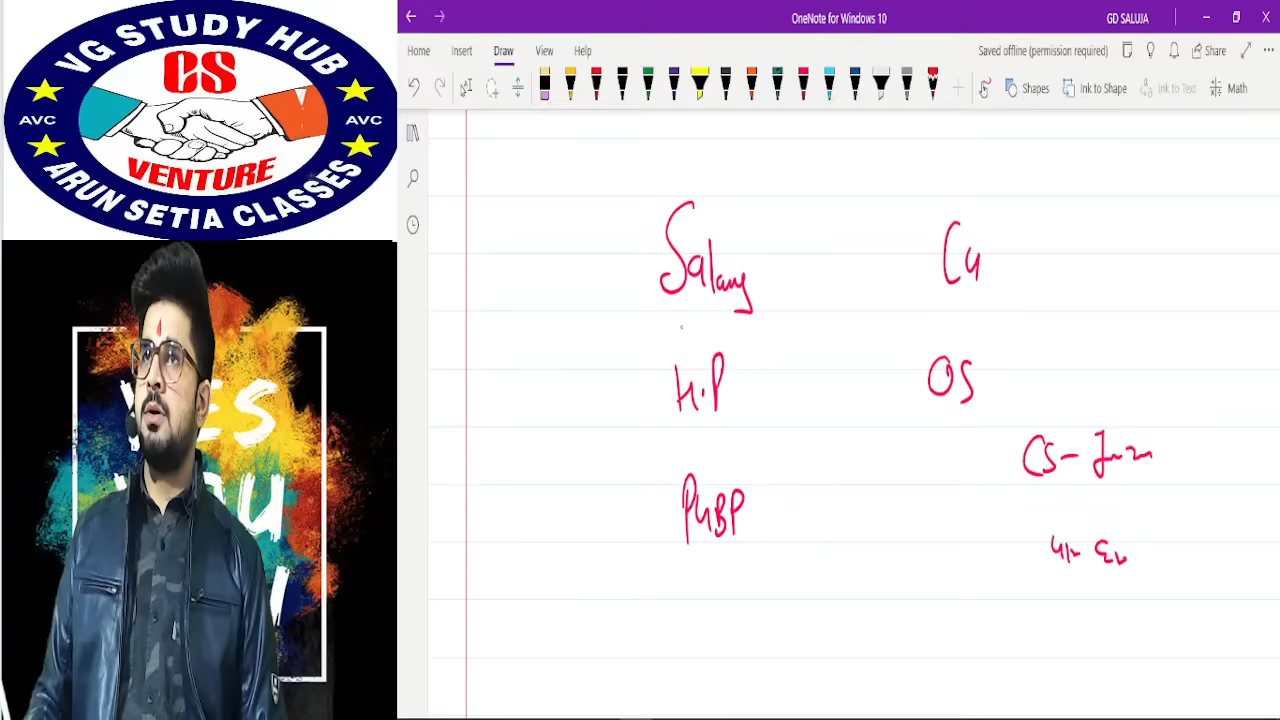 VG STUDY HUB
CS
AVC
AVC
VENTURE
ARUN SETIA CLASSES
YES
YOU
OneNote for Windows 10
GD SALUJA
Home Insert Draw View Help
Saved offline (permission required)
Share
Shapes
Ink to Shape
Ink to Text
Math
Salary
CG
H.P
OS
CS-
PGBP